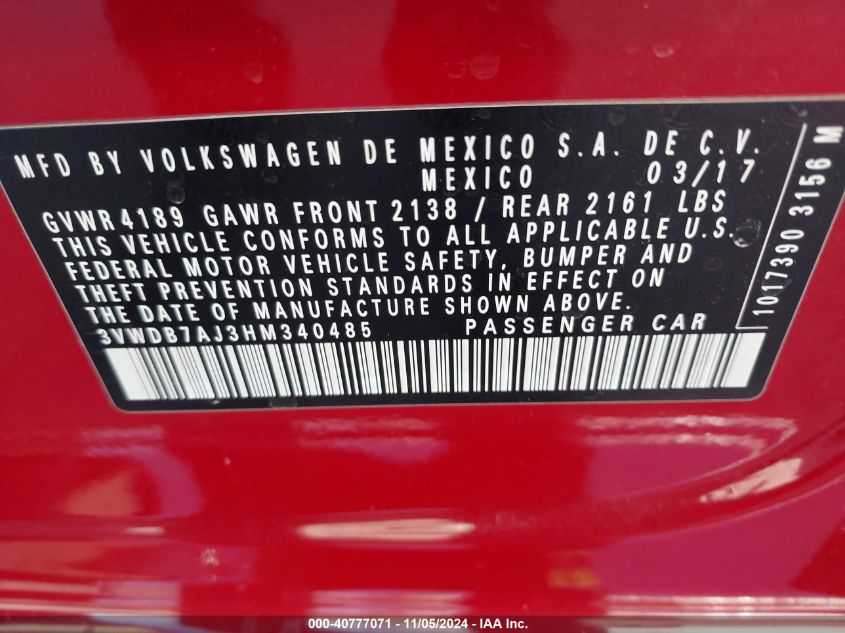 MFD BY VOLKSWAGEN DE MEXICO S.A. DE C.V.
MEXICO 03/17
GVWR 4189 GAWR FRONT 2138 / REAR 2161 LBS
THIS VEHICLE CONFORMS TO ALL APPLICABLE U.S.
FEDERAL MOTOR VEHICLE SAFETY, BUMPER AND
THEFT PREVENTION STANDARDS IN EFFECT ON
THE DATE OF MANUFACTURE SHOWN ABOVE.
3VWDB7AJ3HM340485 PASSENGER CAR
1017390 3156 M
000-40777071 - 11/05/2024 - IAA Inc.